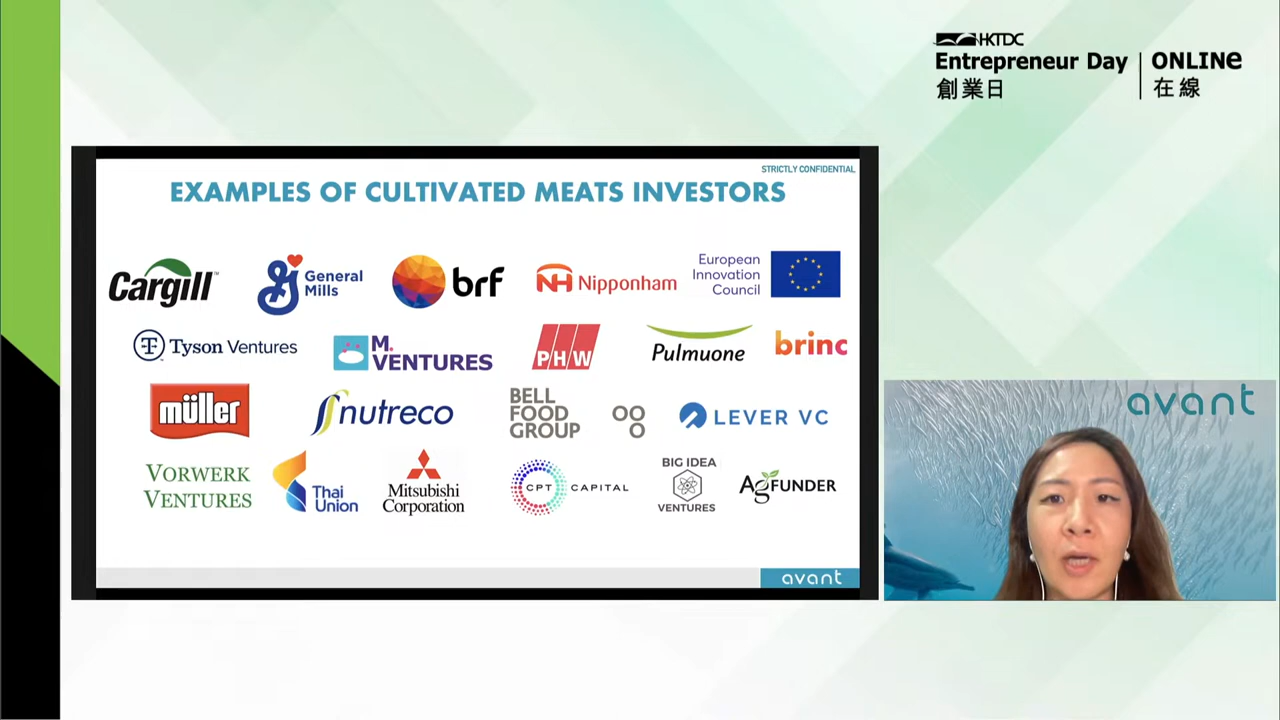 HKTDC
Entrepreneur Day
創業日
ONLINe
在線
STRICTLY CONFIDENTIAL
EXAMPLES OF CULTIVATED MEATS INVESTORS
Cargill™
General
Mills
brf
NH Nipponham
European
Innovation
Council
T Tyson Ventures
M.
VENTURES
PHW
Pulmuone
brinc
müller
nutreco
BELL
FOOD
GROUP
LEVER VC
VORWERK
VENTURES
Thai
Union
Mitsubishi
Corporation
CPT CAPITAL
BIG IDEA
VENTURES
AgFUNDER
avant
avant